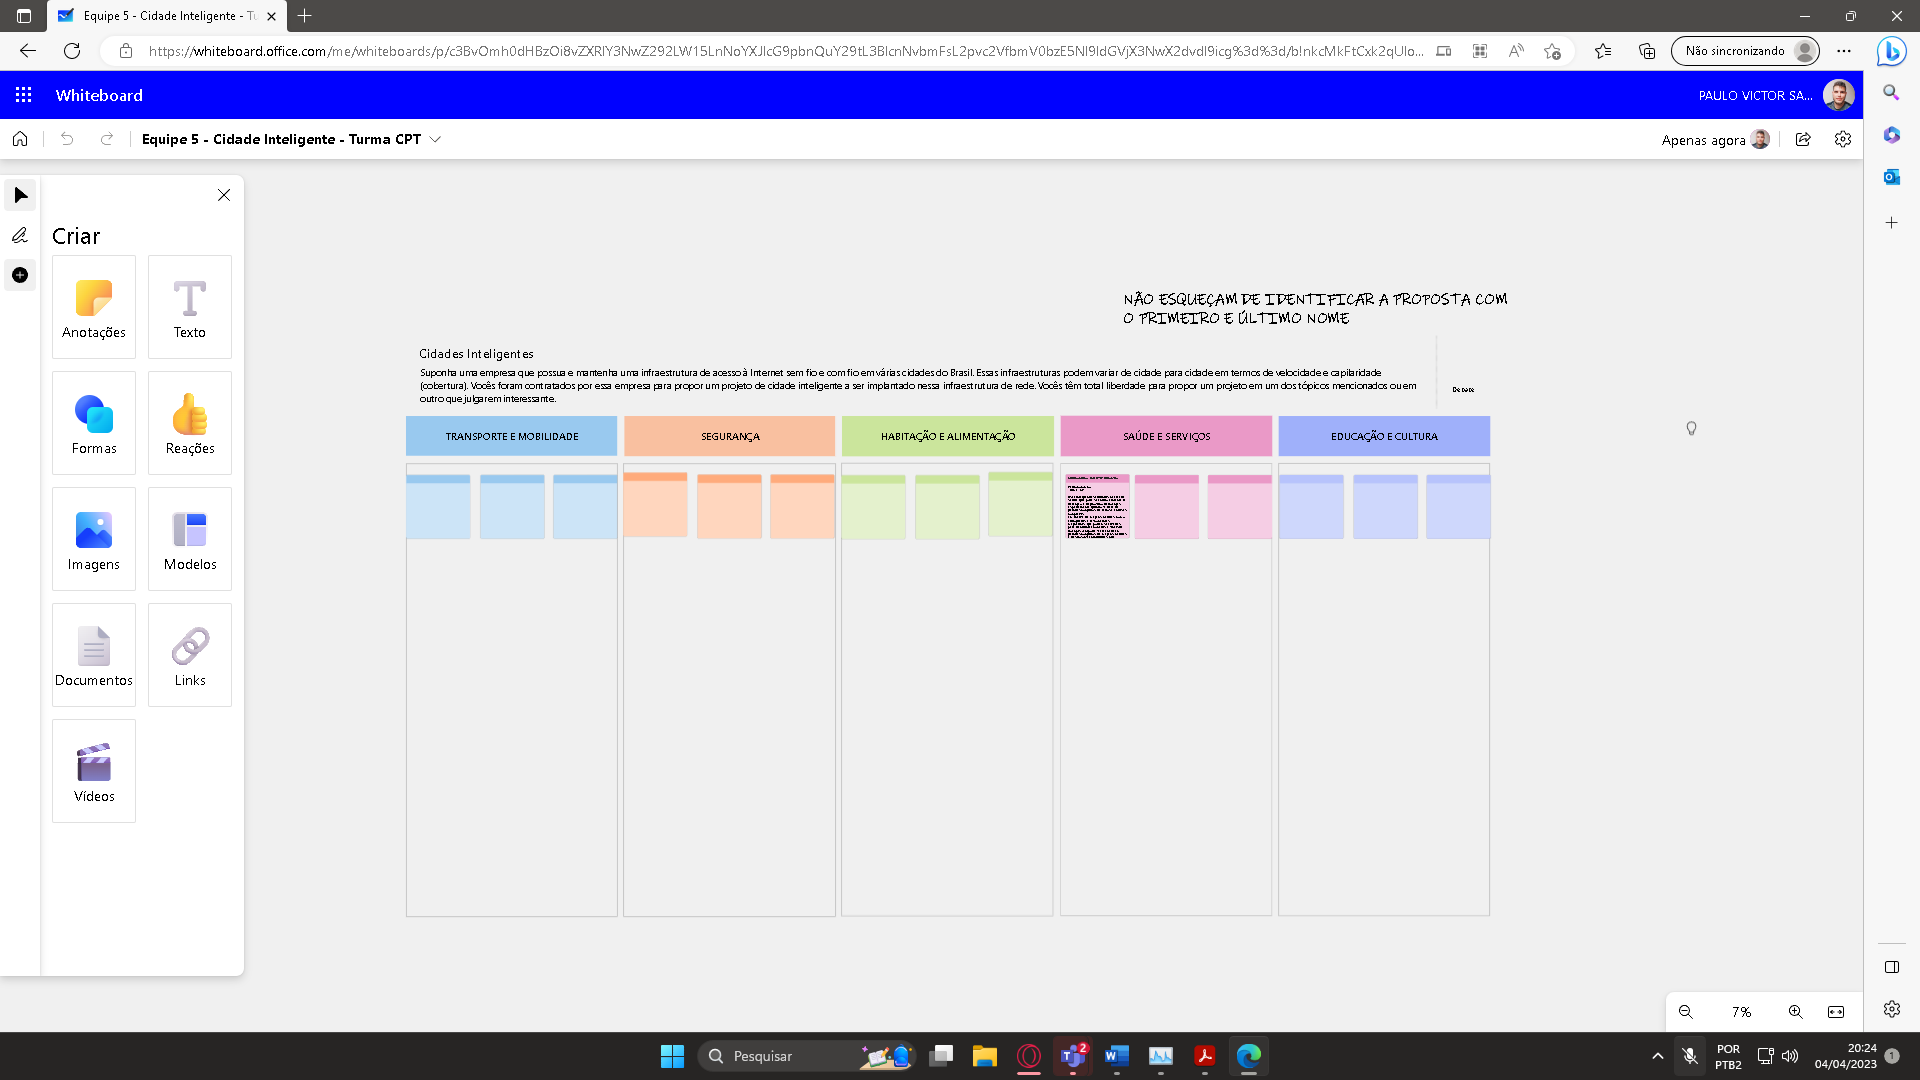 Equipe 5 - Cidade Inteligente - Tu
https://whiteboard.office.com/me/whiteboards/p/
Não sincronizando
Whiteboard
PAULO VICTOR SA...
Equipe 5 - Cidade Inteligente - Turma CPT
Apenas agora
Criar
Anotações
Texto
Formas
Reações
Imagens
Modelos
Documentos
Links
Vídeos
NÃO ESQUEÇAM DE IDENTIFICAR A PROPOSTA COM
O PRIMEIRO E ÚLTIMO NOME
Cidades Inteligentes
Suponha uma empresa que possua e mantenha uma infraestrutura de acesso à Internet sem fio e com fio em várias cidades do Brasil. Essas infraestruturas podem variar de cidade para cidade em termos de velocidade e capilaridade
(cobertura). Vocês foram contratados por essa empresa para propor um projeto de cidade inteligente a ser implantado nessa infraestrutura de rede. Vocês têm total liberdade para propor um projeto em um dos tópicos mencionados ou em
outro que julgarem interessante.
Debate
TRANSPORTE E MOBILIDADE
SEGURANÇA
HABITAÇÃO E ALIMENTAÇÃO
SAÚDE E SERVIÇOS
EDUCAÇÃO E CULTURA
7%
Pesquisar
2
POR
PTB2
20:24
04/04/2023
1